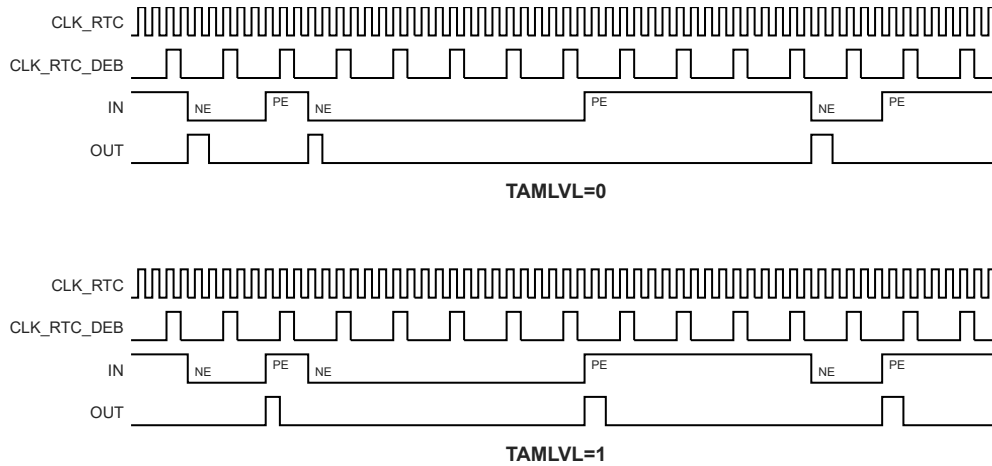 CLK_RTC
CLK_RTC_DEB
IN NE PE NE PE NE PE
OUT
TAMLVL=0
CLK_RTC
CLK_RTC_DEB
IN NE PE NE PE NE PE
OUT
TAMLVL=1